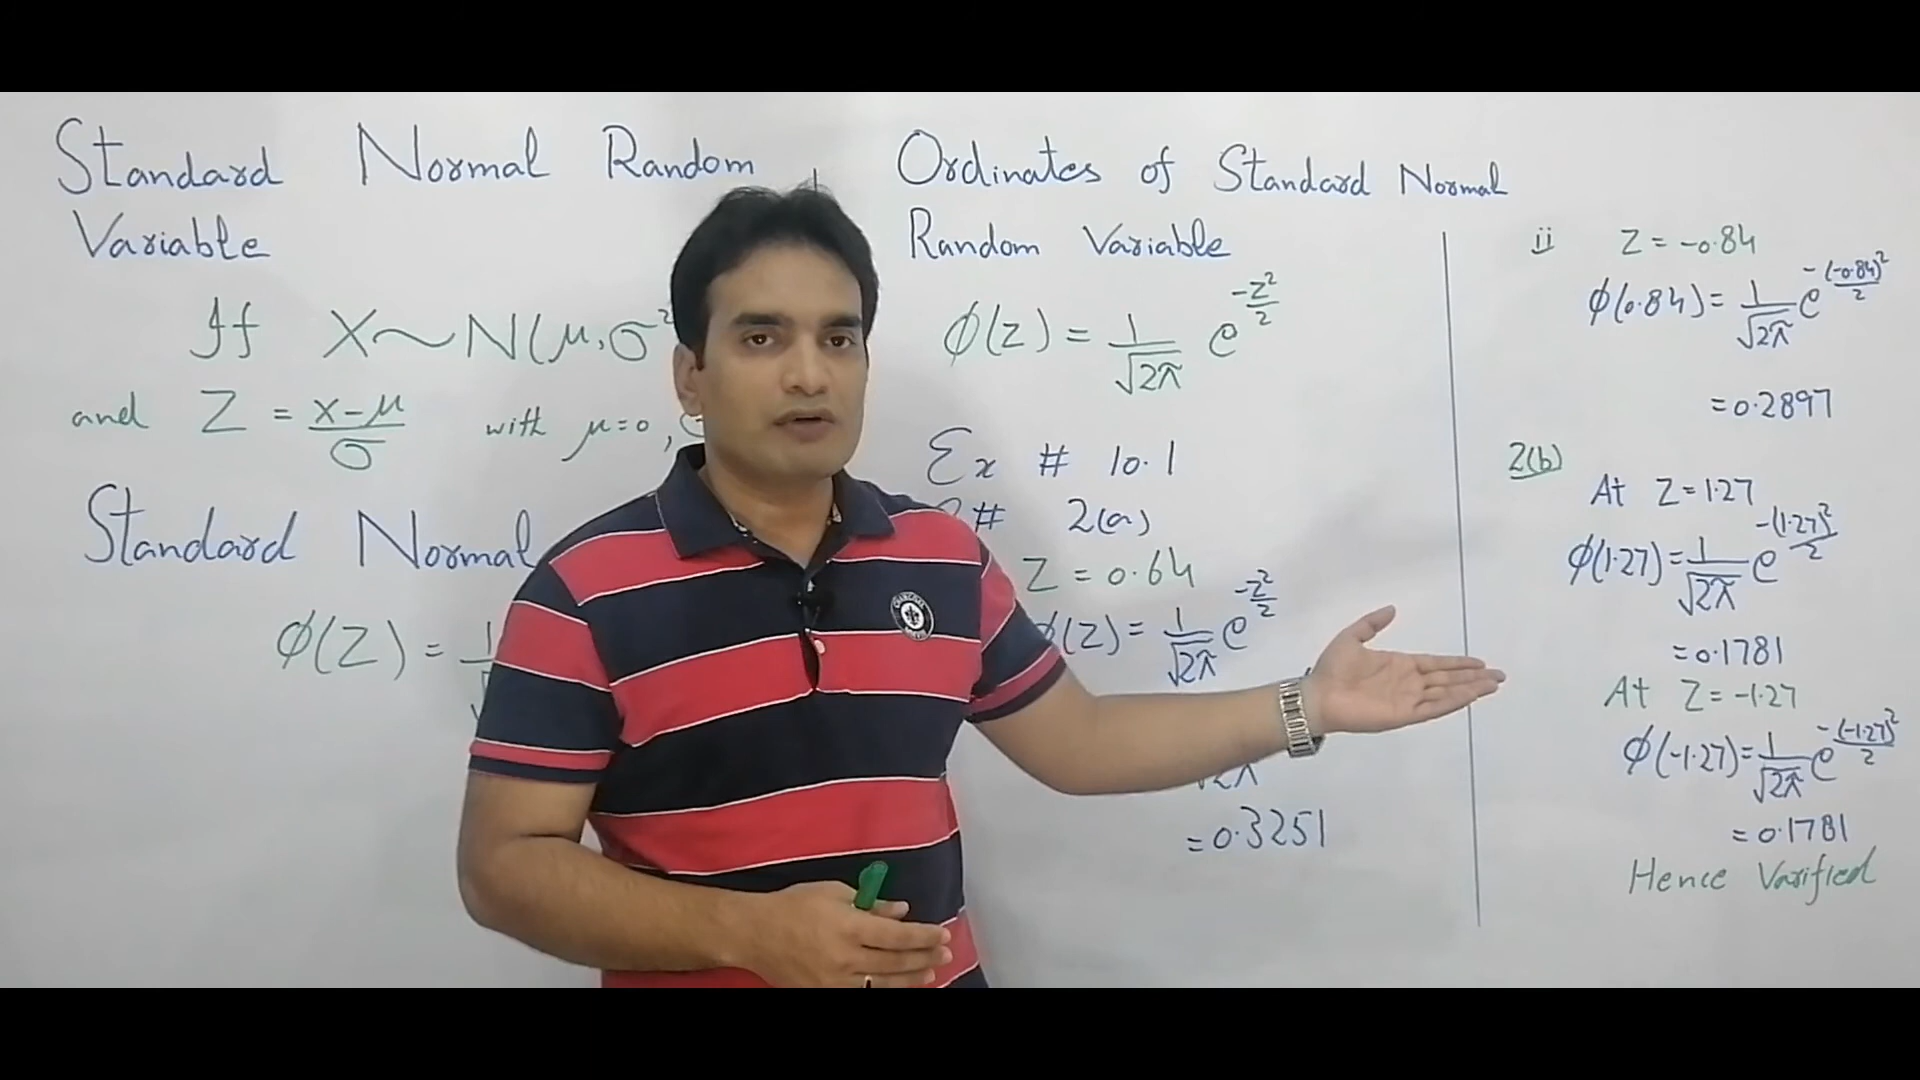 Standard Normal Random
Variable
If X~N(μ,σ²
and Z = x-μ/σ with μ=0,
Standard Normal
ϕ(Z) = 1
Ordinates of Standard Normal
Random Variable
ϕ(z) = 1/√2π e^-z²/2
Ex # 10.1
# 2(a)
Z = 0.64
ϕ(z) = 1/√2π e^-z²/2
√2π
= 0.3251
ii Z = -0.84
ϕ(0.84) = 1/√2π e^-(-0.84)²/2
= 0.2897
2(b)
At Z = 1.27
ϕ(1.27) = 1/√2π e^-(1.27)²/2
= 0.1781
At Z = -1.27
ϕ(-1.27) = 1/√2π e^-(-1.27)²/2
= 0.1781
Hence Varified